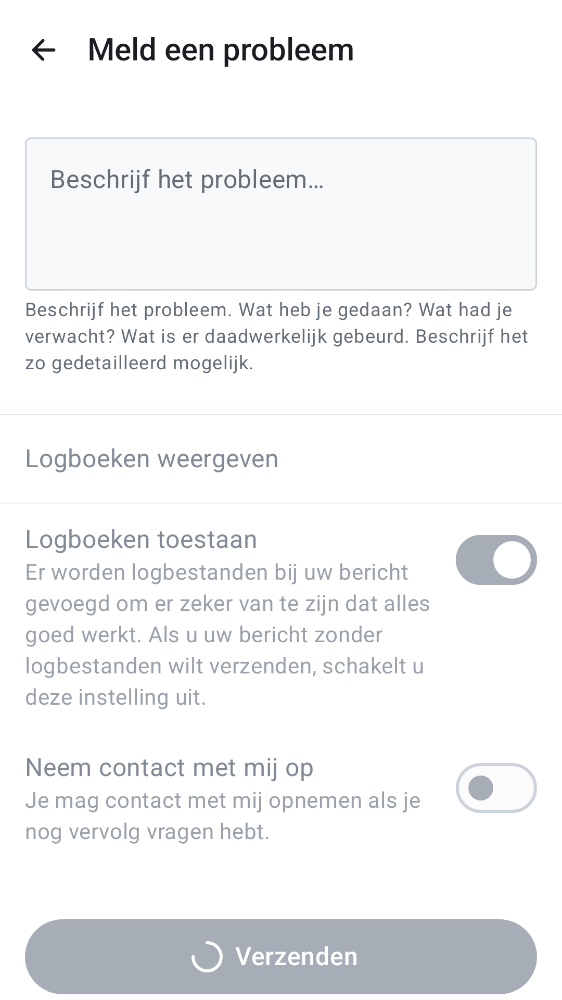 Meld een probleem
Beschrijf het probleem…
Beschrijf het probleem. Wat heb je gedaan? Wat had je
verwacht? Wat is er daadwerkelijk gebeurd. Beschrijf het
zo gedetailleerd mogelijk.
Logboeken weergeven
Logboeken toestaan
Er worden logbestanden bij uw bericht
gevoegd om er zeker van te zijn dat alles
goed werkt. Als u uw bericht zonder
logbestanden wilt verzenden, schakelt u
deze instelling uit.
Neem contact met mij op
Je mag contact met mij opnemen als je
nog vervolg vragen hebt.
Verzenden